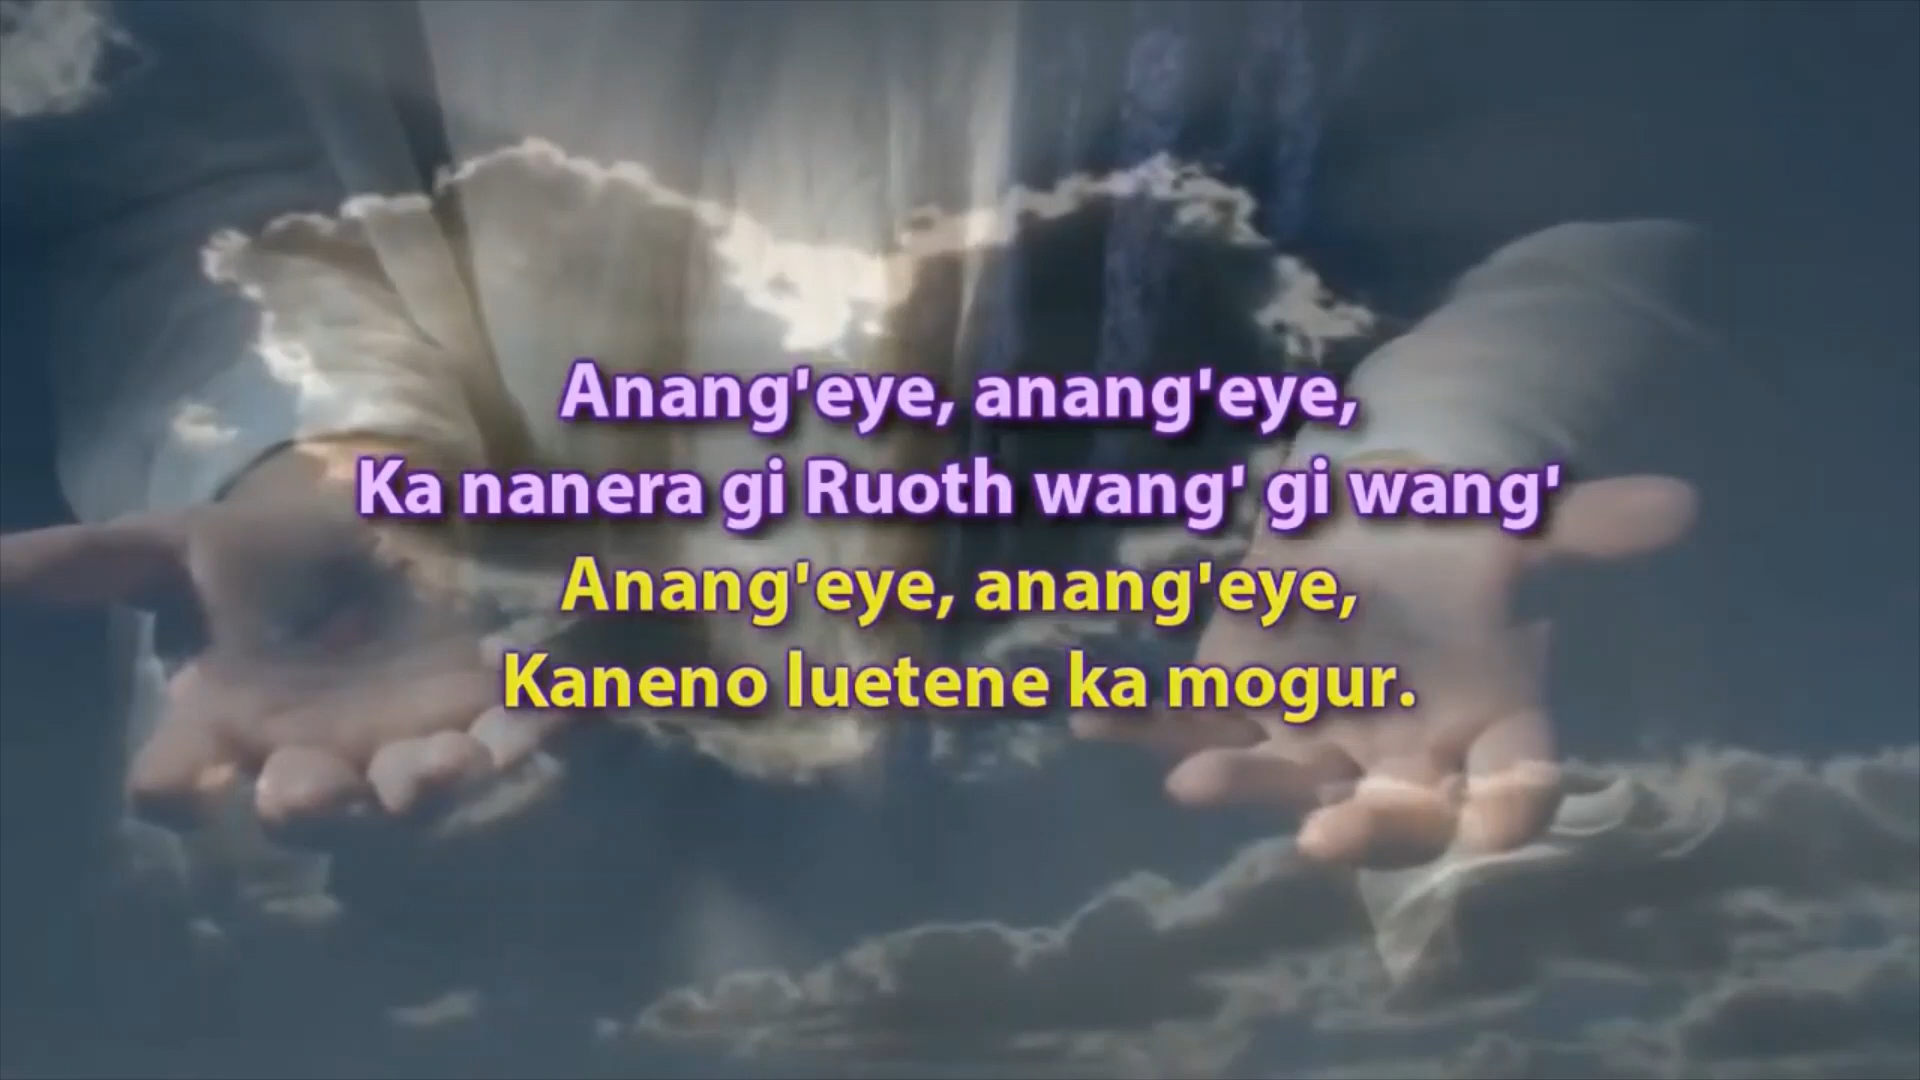 Anang'eye, anang'eye,
Ka nanera gi Ruoth wang' gi wang'
Anang'eye, anang'eye,
Kaneno luetene ka mogur.